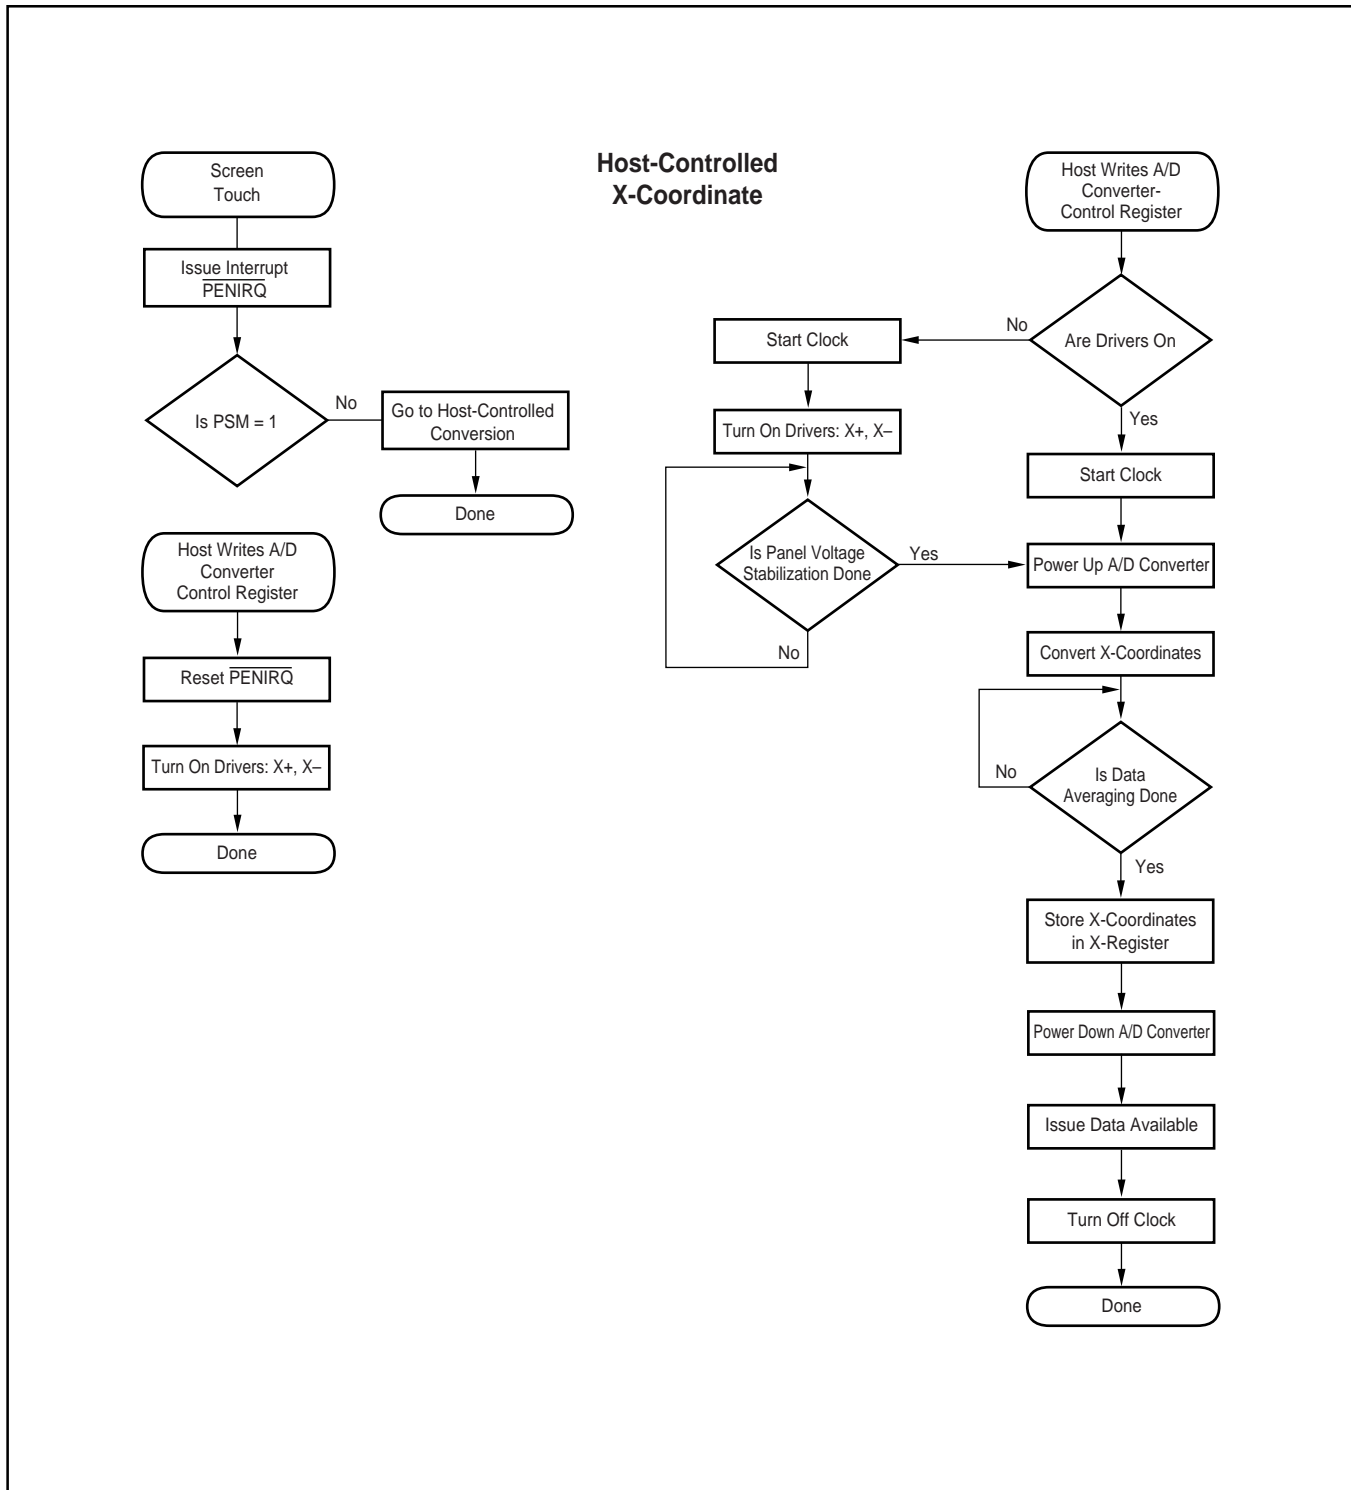 Host-Controlled
X-Coordinate
Screen
Touch
Issue Interrupt
PENIRQ
Is PSM = 1
No
Go to Host-Controlled
Conversion
Done
Host Writes A/D
Converter
Control Register
Reset PENIRQ
Turn On Drivers: X+, X–
Done
Host Writes A/D
Converter-
Control Register
Are Drivers On
No
Start Clock
Turn On Drivers: X+, X–
Is Panel Voltage
Stabilization Done
No
Yes
Yes
Start Clock
Power Up A/D Converter
Convert X-Coordinates
Is Data
Averaging Done
No
Yes
Store X-Coordinates
in X-Register
Power Down A/D Converter
Issue Data Available
Turn Off Clock
Done